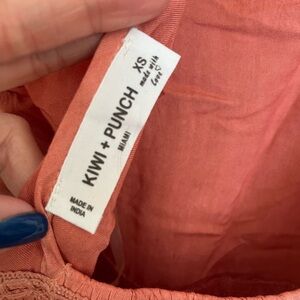 XS
made with
love
KIWI + PUNCH
MIAMI
MADE IN
INDIA